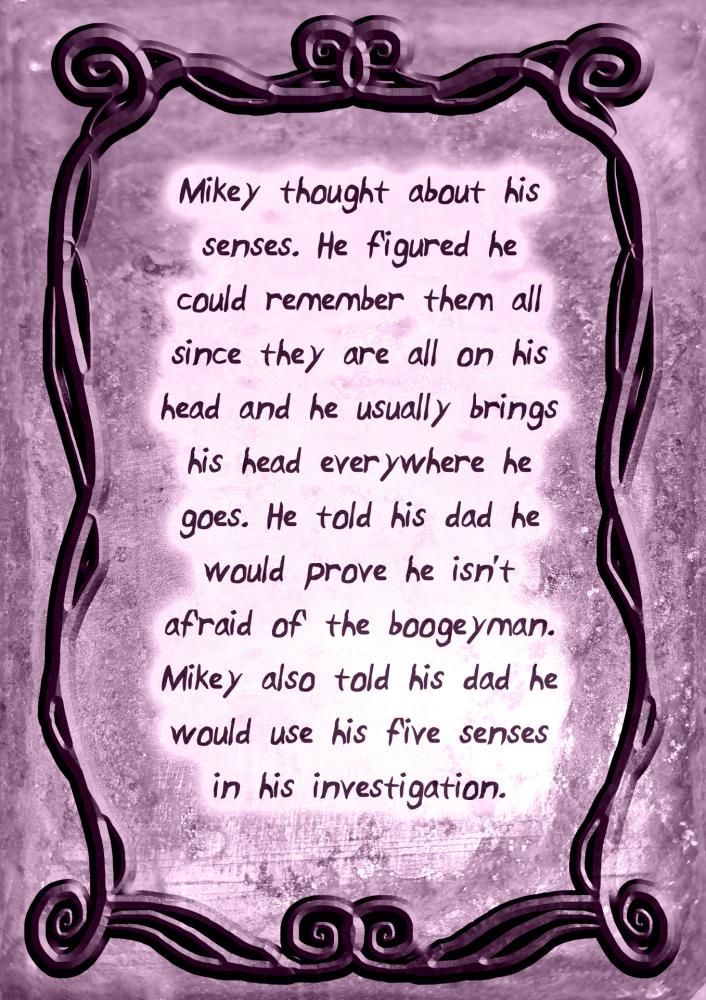 Mikey thought about his
senses. He figured he
could remember them all
since they are all on his
head and he usually brings
his head everywhere he
goes. He told his dad he
would prove he isn't
afraid of the boogeyman.
Mikey also told his dad he
would use his five senses
in his investigation.